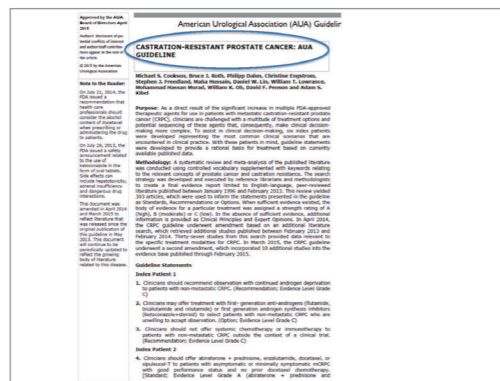 American Urological Association (AUA) Guidelin
Approved by the AUA
Board of Directors April
2015
Authors' disclosure of po-
tential conflicts of interest
and author/staff contribu-
tions appear at the end of
the article.
© 2015 by the American
Urological Association
Note to the Reader:
On July 21, 2014, the
FDA issued a
recommendation that
health care
professionals should
consider the alcohol
content of docetaxel
when prescribing or
administering the drug
to patients.
On July 26, 2013, the
FDA issued a safety
announcement related
to the use of
ketoconazole in the
form of oral tablets.
Side effects can
include hepatotoxicity,
adrenal insufficiency
and dangerous drug
interactions.
This document was
amended in April 2014
and March 2015 to
reflect literature that
was released since the
original publication of
this guideline in May
2013. This document
will continue to be
periodically updated to
reflect the growing
body of literature
related to this disease.
CASTRATION-RESISTANT PROSTATE CANCER: AUA
GUIDELINE
Michael S. Cookson, Bruce J. Roth, Philipp Dahm, Christine Engstrom,
Stephen J. Freedland, Maha Hussain, Daniel W. Lin, William T. Lowrance,
Mohammad Hassan Murad, William K. Oh, David F. Penson and Adam S.
Kibel
Purpose: As a direct result of the significant increase in multiple FDA-approved
therapeutic agents for use in patients with metastatic castration-resistant prostate
cancer (CRPC), clinicians are challenged with a multitude of treatment options and
potential sequencing of these agents that, consequently, make clinical decision-
making more complex. To assist in clinical decision-making, six index patients
were developed representing the most common clinical scenarios that are
encountered in clinical practice. With these patients in mind, guideline statements
were developed to provide a rational basis for treatment based on currently
available published data.
Methodology: A systematic review and meta-analysis of the published literature
was conducted using controlled vocabulary supplemented with keywords relating
to the relevant concepts of prostate cancer and castration resistance. The search
strategy was developed and executed by reference librarians and methodologists
to create a final evidence report limited to English-language, peer-reviewed
literature published between January 1996 and February 2013. This review yielded
303 articles, which were used to inform the statements presented in the guideline
as Standards, Recommendations or Options. When sufficient evidence existed, the
body of evidence for a particular treatment was assigned a strength rating of A
(high), B (moderate) or C (low). In the absence of sufficient evidence, additional
information is provided as Clinical Principles and Expert Opinions. In April 2014,
the CRPC guideline underwent amendment based on an additional literature
search, which retrieved additional studies published between February 2013 and
February 2014. Thirty-seven studies from this search provided data relevant to
the specific treatment modalities for CRPC. In March 2015, the CRPC guideline
underwent a second amendment, which incorporated 10 additional studies into the
evidence base published through February 2015.
Guideline Statements
Index Patient 1
1. Clinicians should recommend observation with continued androgen deprivation
to patients with non-metastatic CRPC. (Recommendation; Evidence Level Grade
C)
2. Clinicians may offer treatment with first- generation anti-androgens (flutamide,
bicalutamide and nilutamide) or first generation androgen synthesis inhibitors
(ketoconazole+steroid) to select patients with non-metastatic CRPC who are
unwilling to accept observation. (Option; Evidence Level Grade C)
3. Clinicians should not offer systemic chemotherapy or immunotherapy to
patients with non-metastatic CRPC outside the context of a clinical trial.
(Recommendation; Evidence Level Grade C)
Index Patient 2
4. Clinicians should offer abiraterone + prednisone, enzalutamide, docetaxel, or
sipuleucel-T to patients with asymptomatic or minimally symptomatic mCRPC
with good performance status and no prior docetaxel chemotherapy.
[Standard; Evidence Level Grade A (abiraterone + prednisone and